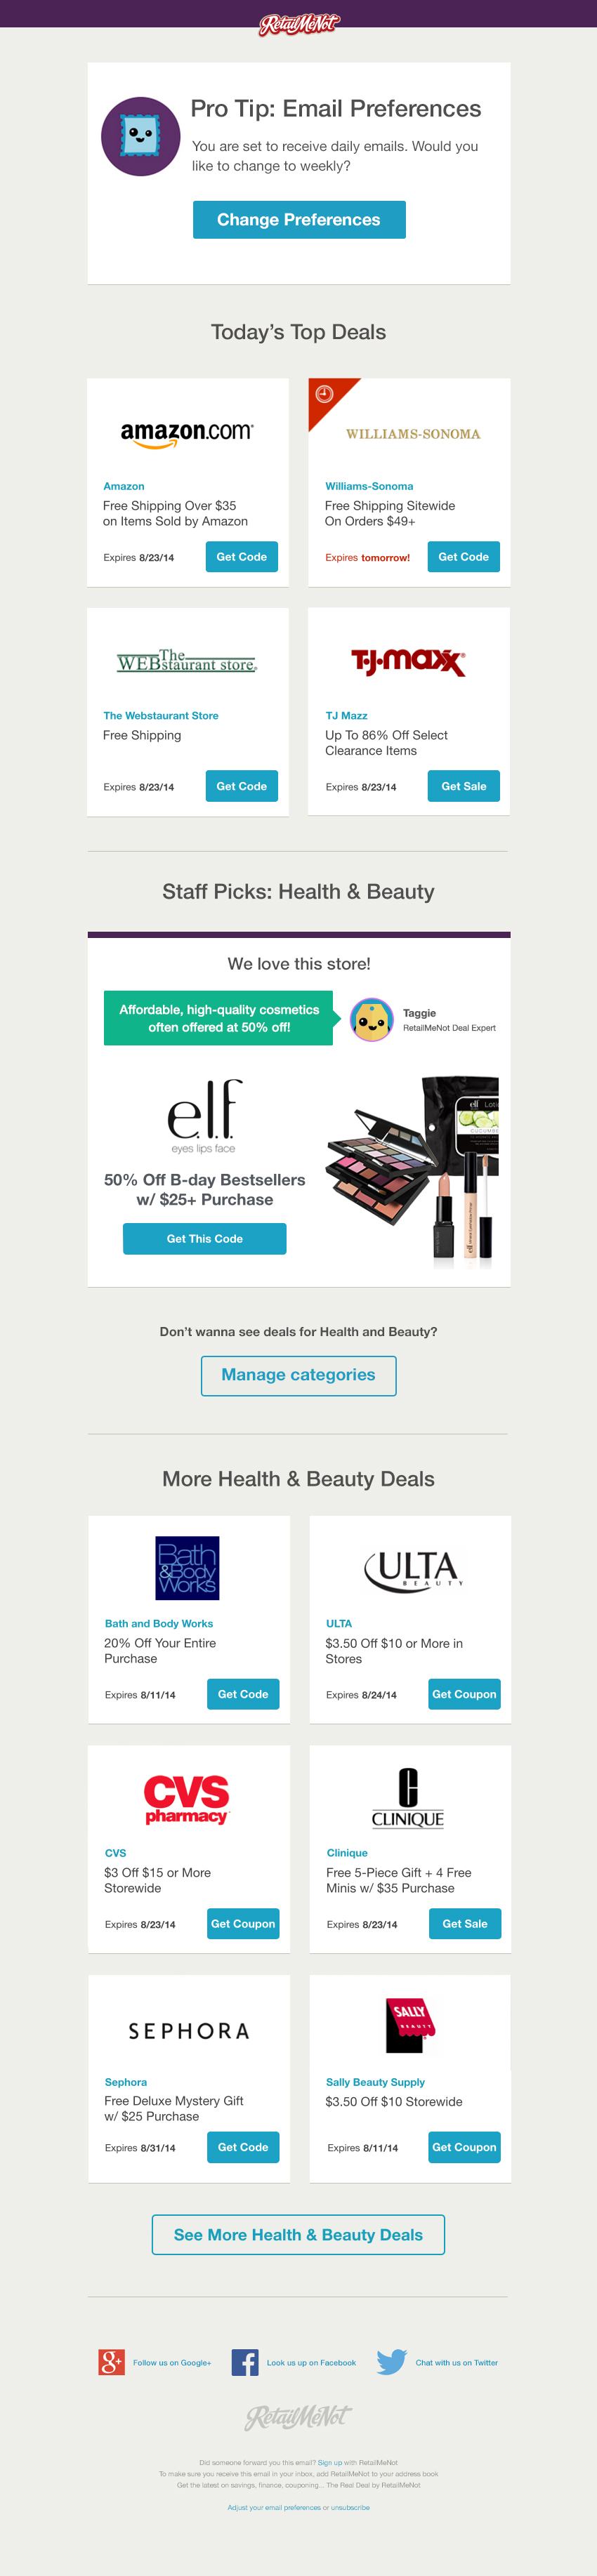 RetailMeNot
Pro Tip: Email Preferences
You are set to receive daily emails. Would you
like to change to weekly?
Change Preferences
Today's Top Deals
amazon.com
Amazon
Free Shipping Over $35
on Items Sold by Amazon
Expires 8/23/14
Get Code
WILLIAMS-SONOMA
Williams-Sonoma
Free Shipping Sitewide
On Orders $49+
Expires tomorrow!
Get Code
The
WEBstaurant store®
The Webstaurant Store
Free Shipping
Expires 8/23/14
Get Code
T·J·maxx®
TJ Mazz
Up To 86% Off Select
Clearance Items
Expires 8/23/14
Get Sale
Staff Picks: Health & Beauty
We love this store!
Affordable, high-quality cosmetics
often offered at 50% off!
Taggie
RetailMeNot Deal Expert
e.l.f
eyes lips face
50% Off B-day Bestsellers
w/ $25+ Purchase
Get This Code
elf
CUCUMBE
Don't wanna see deals for Health and Beauty?
Manage categories
More Health & Beauty Deals
Bath
&Body
Works
Bath and Body Works
20% Off Your Entire
Purchase
Expires 8/11/14
Get Code
ULTA
BEAUTY
ULTA
$3.50 Off $10 or More in
Stores
Expires 8/24/14
Get Coupon
CVS
pharmacy
CVS
$3 Off $15 or More
Storewide
Expires 8/23/14
Get Coupon
CLINIQUE
Clinique
Free 5-Piece Gift + 4 Free
Minis w/ $35 Purchase
Expires 8/23/14
Get Sale
SEPHORA
Sephora
Free Deluxe Mystery Gift
w/ $25 Purchase
Expires 8/31/14
Get Code
SALLY
BEAUTY
Sally Beauty Supply
$3.50 Off $10 Storewide
Expires 8/11/14
Get Coupon
See More Health & Beauty Deals
g+
Follow us on Google+
f
Look us up on Facebook
Chat with us on Twitter
RetailMeNot
Did someone forward you this email? Sign up with RetailMeNot
To make sure you receive this email in your inbox, add RetailMeNot to your address book
Get the latest on savings, finance, couponing... The Real Deal by RetailMeNot
Adjust your email preferences or unsubscribe